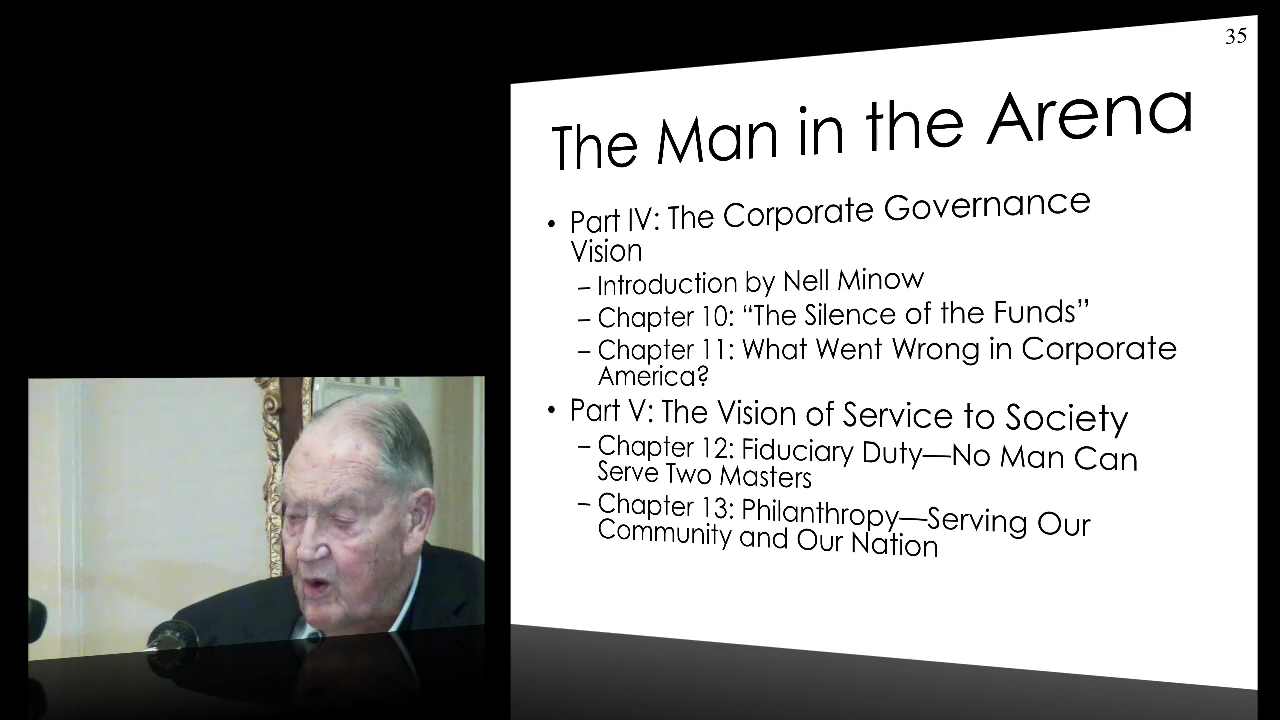 35
The Man in the Arena
• Part IV: The Corporate Governance
Vision
– Introduction by Nell Minow
– Chapter 10: “The Silence of the Funds”
– Chapter 11: What Went Wrong in Corporate
America?
• Part V: The Vision of Service to Society
– Chapter 12: Fiduciary Duty—No Man Can
Serve Two Masters
– Chapter 13: Philanthropy—Serving Our
Community and Our Nation